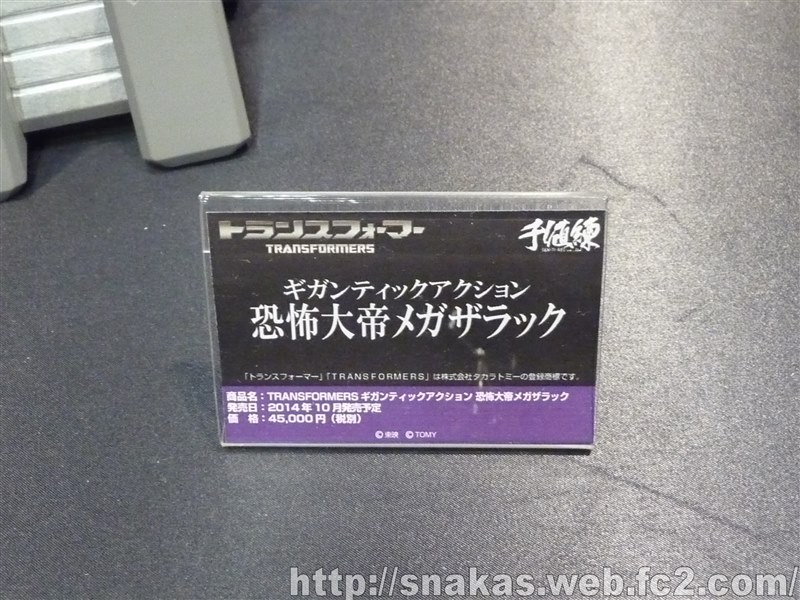 トランスフォーマー
TRANSFORMERS
千値練
ギガンティックアクション
恐怖大帝メガザラック
「トランスフォーマー」「TRANSFORMERS」は株式会社タカラトミーの登録商標です。
商品名：TRANSFORMERS ギガンティックアクション 恐怖大帝メガザラック
発売日：2014年10月発売予定
価　格：45,000円（税別）
©東映 ©TOMY
http://snakas.web.fc2.com/